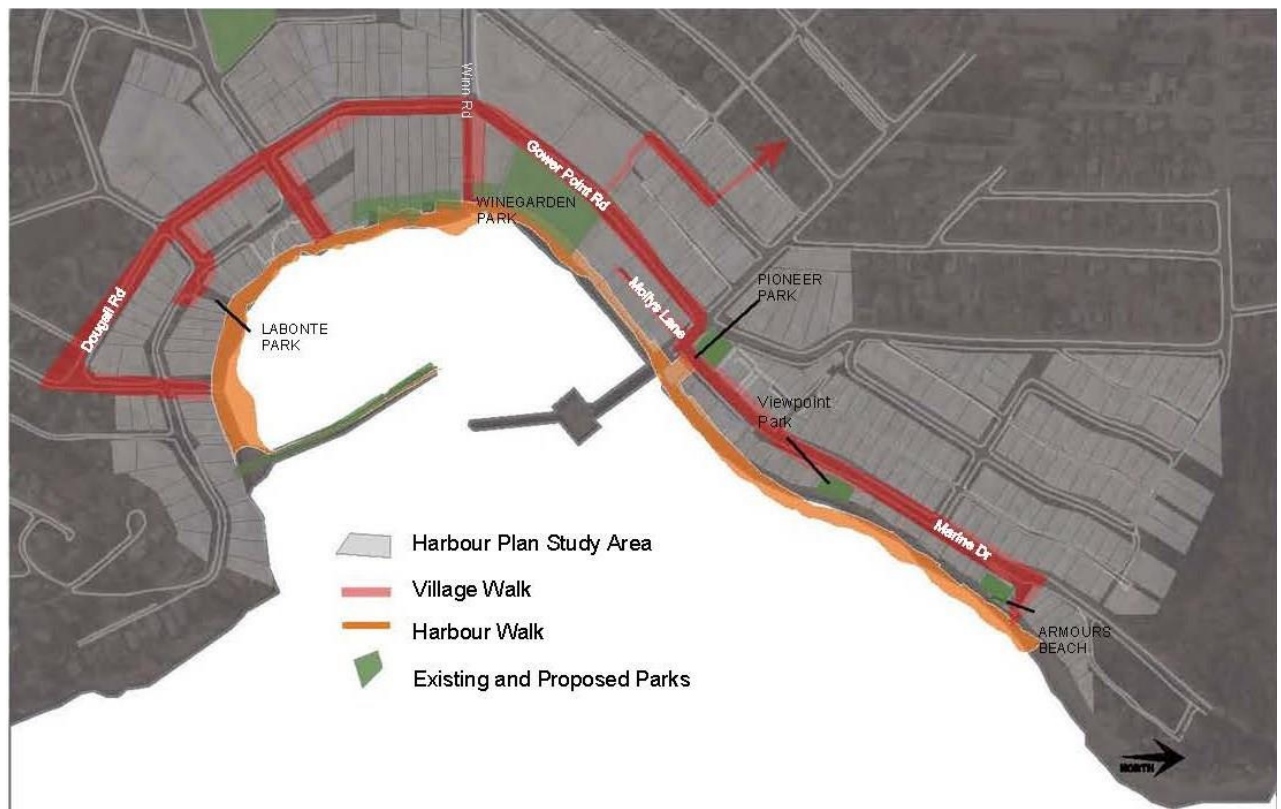 Winn Rd
Gower Point Rd
WINEGARDEN
PARK
PIONEER
PARK
Mollys Lane
Dougall Rd
LABONTE
PARK
Viewpoint
Park
Harbour Plan Study Area
Village Walk
Harbour Walk
Existing and Proposed Parks
Marine Dr
ARMOURS
BEACH
NORTH